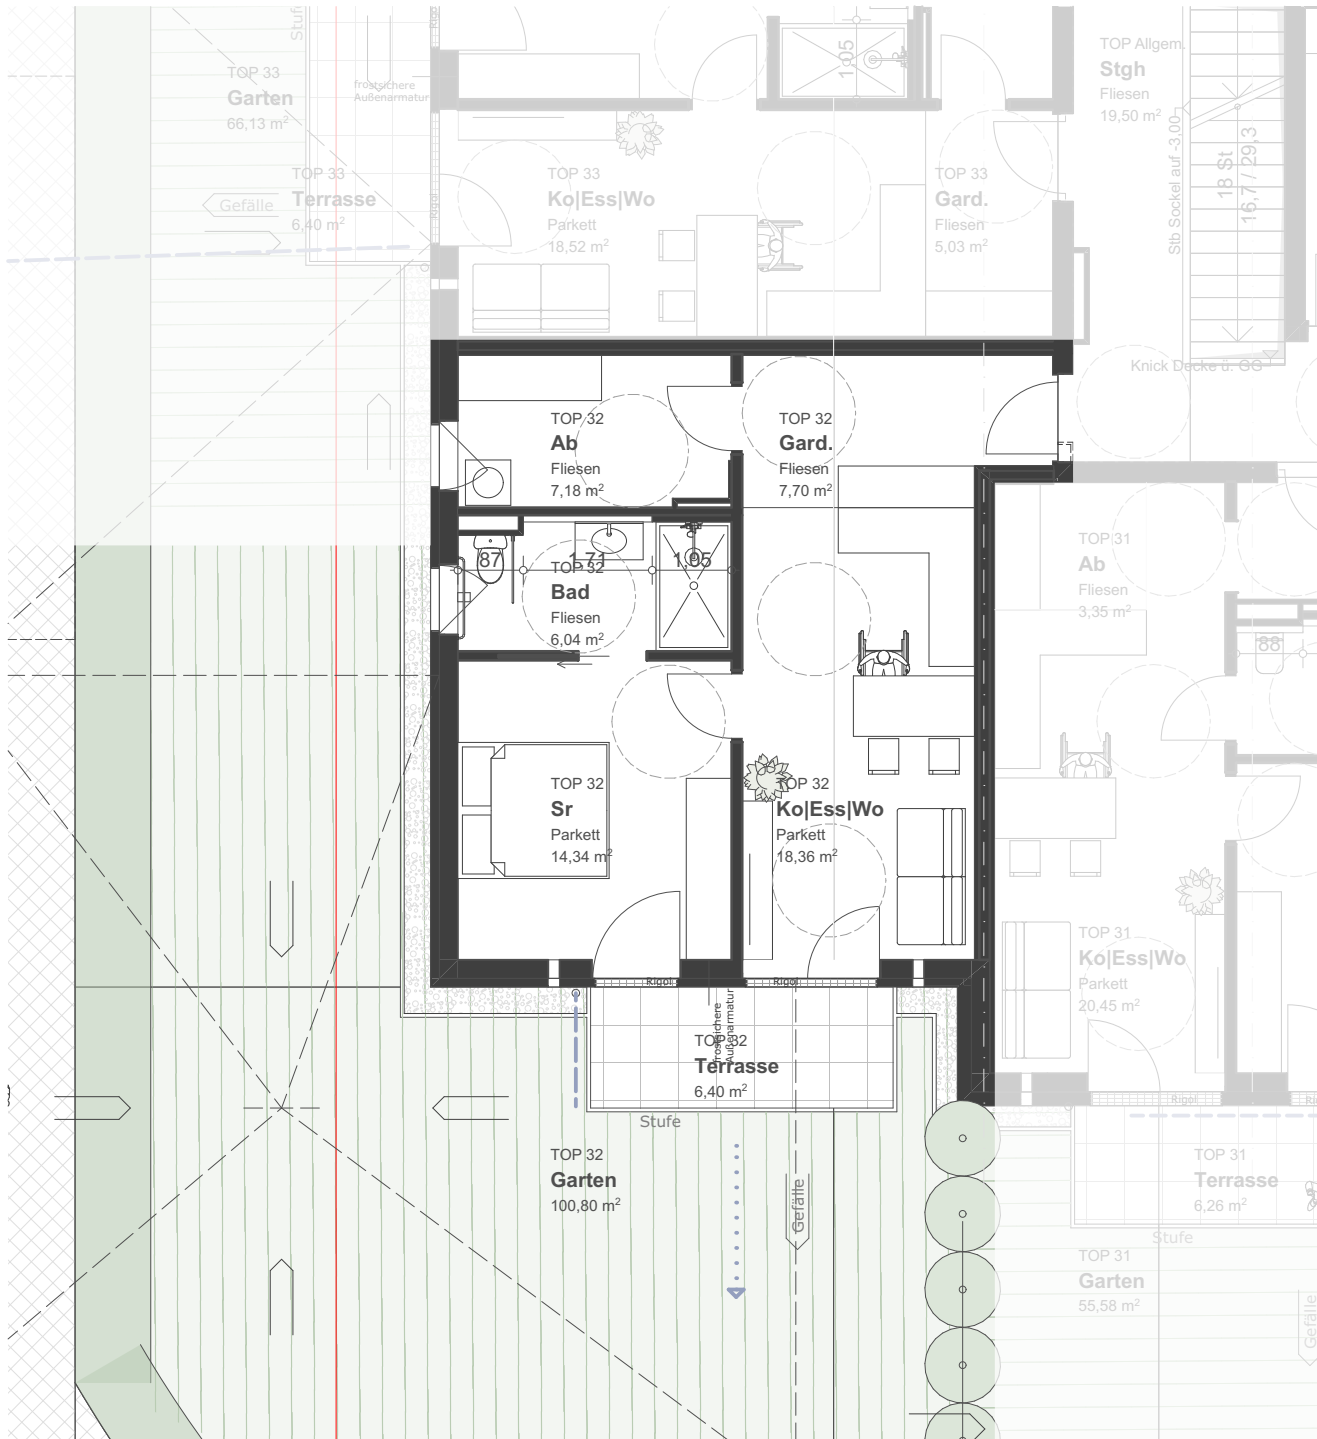 Stufe
Rigol
frostsichere
Außenarmatur
TOP 33
Garten
66,13 m²
TOP 33
Terrasse
6,40 m²
Gefälle
Rigol
TOP 33
Ko|Ess|Wo
Parkett
18,52 m²
1,05
TOP 33
Gard.
Fliesen
5,03 m²
TOP Allgem.
Stgh
Fliesen
19,50 m²
Stb Sockel auf -3,00
18 St
16,7 / 29,3
Knick Decke ü. GG
TOP 32
Ab
Fliesen
7,18 m²
TOP 32
Gard.
Fliesen
7,70 m²
87
1,71
1,05
TOP 32
Bad
Fliesen
6,04 m²
TOP 31
Ab
Fliesen
3,35 m²
88
TOP 32
Sr
Parkett
14,34 m²
TOP 32
Ko|Ess|Wo
Parkett
18,36 m²
TOP 31
Ko|Ess|Wo
Parkett
20,45 m²
Rigol
Rigol
frostsichere
Außenarmatur
TOP 32
Terrasse
6,40 m²
Stufe
Rigol
TOP 32
Garten
100,80 m²
Gefälle
TOP 31
Terrasse
6,26 m²
Stufe
TOP 31
Garten
55,58 m²
Gefälle